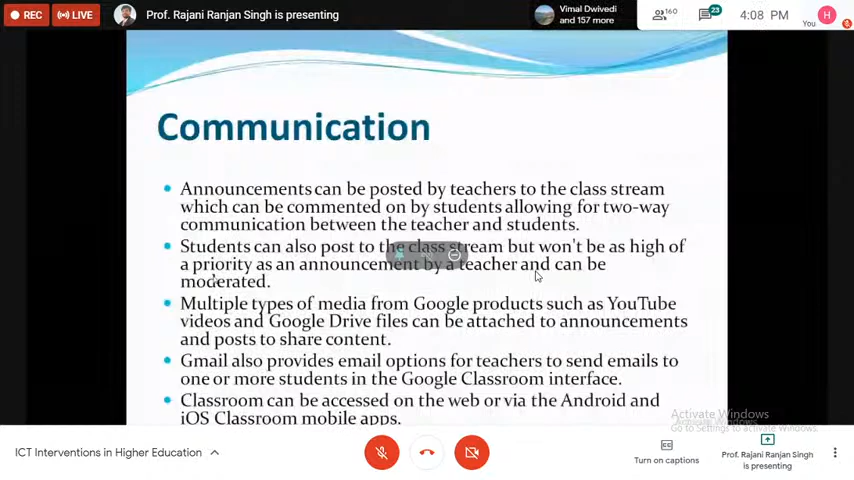 REC
LIVE
Prof. Rajani Ranjan Singh is presenting
Vimal Dwivedi
and 157 more
160
23
4:08 PM
H
You
Communication
Announcements can be posted by teachers to the class stream
which can be commented on by students allowing for two-way
communication between the teacher and students.
Students can also post to the class stream but won't be as high of
a priority as an announcement by a teacher and can be
moderated.
Multiple types of media from Google products such as YouTube
videos and Google Drive files can be attached to announcements
and posts to share content.
Gmail also provides email options for teachers to send emails to
one or more students in the Google Classroom interface.
Classroom can be accessed on the web or via the Android and
iOS Classroom mobile apps.
Activate Windows
Activate Windows
Go to Settings to activate Windows.
ICT Interventions in Higher Education
Turn on captions
Prof. Rajani Ranjan Singh
is presenting